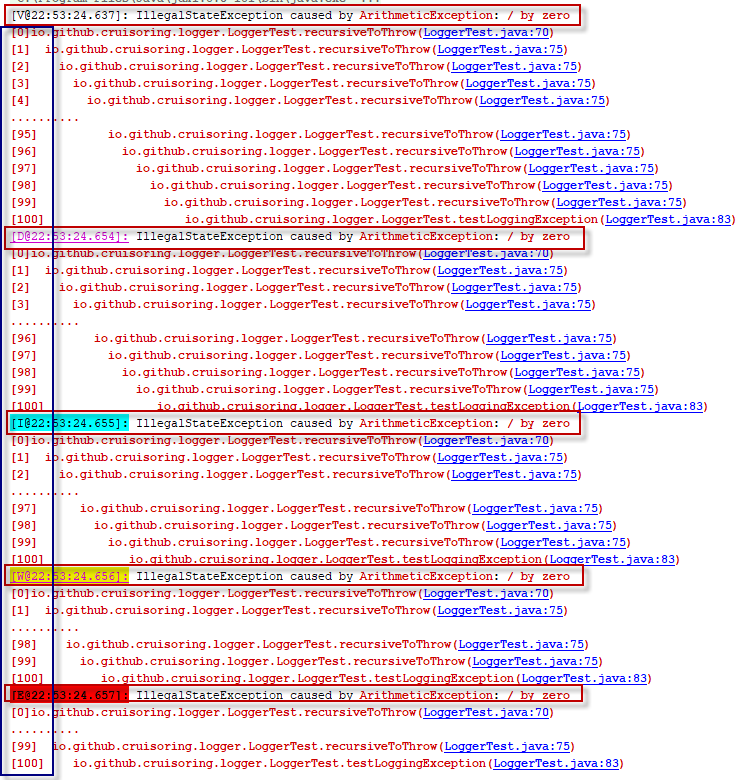 [V@22:53:24.637]: IllegalStateException caused by ArithmeticException: / by zero
[0]io.github.cruisoring.logger.LoggerTest.recursiveToThrow(LoggerTest.java:70)
[1] io.github.cruisoring.logger.LoggerTest.recursiveToThrow(LoggerTest.java:75)
[2] io.github.cruisoring.logger.LoggerTest.recursiveToThrow(LoggerTest.java:75)
[3] io.github.cruisoring.logger.LoggerTest.recursiveToThrow(LoggerTest.java:75)
[4] io.github.cruisoring.logger.LoggerTest.recursiveToThrow(LoggerTest.java:75)
..........
[95] io.github.cruisoring.logger.LoggerTest.recursiveToThrow(LoggerTest.java:75)
[96] io.github.cruisoring.logger.LoggerTest.recursiveToThrow(LoggerTest.java:75)
[97] io.github.cruisoring.logger.LoggerTest.recursiveToThrow(LoggerTest.java:75)
[98] io.github.cruisoring.logger.LoggerTest.recursiveToThrow(LoggerTest.java:75)
[99] io.github.cruisoring.logger.LoggerTest.recursiveToThrow(LoggerTest.java:75)
[100] io.github.cruisoring.logger.LoggerTest.testLoggingException(LoggerTest.java:83)
[D@22:53:24.654]: IllegalStateException caused by ArithmeticException: / by zero
[0]io.github.cruisoring.logger.LoggerTest.recursiveToThrow(LoggerTest.java:70)
[1] io.github.cruisoring.logger.LoggerTest.recursiveToThrow(LoggerTest.java:75)
[2] io.github.cruisoring.logger.LoggerTest.recursiveToThrow(LoggerTest.java:75)
[3] io.github.cruisoring.logger.LoggerTest.recursiveToThrow(LoggerTest.java:75)
..........
[96] io.github.cruisoring.logger.LoggerTest.recursiveToThrow(LoggerTest.java:75)
[97] io.github.cruisoring.logger.LoggerTest.recursiveToThrow(LoggerTest.java:75)
[98] io.github.cruisoring.logger.LoggerTest.recursiveToThrow(LoggerTest.java:75)
[99] io.github.cruisoring.logger.LoggerTest.recursiveToThrow(LoggerTest.java:75)
[100] io.github.cruisoring.logger.LoggerTest.testLoggingException(LoggerTest.java:83)
[I@22:53:24.655]: IllegalStateException caused by ArithmeticException: / by zero
[0]io.github.cruisoring.logger.LoggerTest.recursiveToThrow(LoggerTest.java:70)
[1] io.github.cruisoring.logger.LoggerTest.recursiveToThrow(LoggerTest.java:75)
[2] io.github.cruisoring.logger.LoggerTest.recursiveToThrow(LoggerTest.java:75)
..........
[97] io.github.cruisoring.logger.LoggerTest.recursiveToThrow(LoggerTest.java:75)
[98] io.github.cruisoring.logger.LoggerTest.recursiveToThrow(LoggerTest.java:75)
[99] io.github.cruisoring.logger.LoggerTest.recursiveToThrow(LoggerTest.java:75)
[100] io.github.cruisoring.logger.LoggerTest.testLoggingException(LoggerTest.java:83)
[W@22:53:24.656]: IllegalStateException caused by ArithmeticException: / by zero
[0]io.github.cruisoring.logger.LoggerTest.recursiveToThrow(LoggerTest.java:70)
[1] io.github.cruisoring.logger.LoggerTest.recursiveToThrow(LoggerTest.java:75)
..........
[98] io.github.cruisoring.logger.LoggerTest.recursiveToThrow(LoggerTest.java:75)
[99] io.github.cruisoring.logger.LoggerTest.recursiveToThrow(LoggerTest.java:75)
[100] io.github.cruisoring.logger.LoggerTest.testLoggingException(LoggerTest.java:83)
[E@22:53:24.657]: IllegalStateException caused by ArithmeticException: / by zero
[0]io.github.cruisoring.logger.LoggerTest.recursiveToThrow(LoggerTest.java:70)
..........
[99] io.github.cruisoring.logger.LoggerTest.recursiveToThrow(LoggerTest.java:75)
[100] io.github.cruisoring.logger.LoggerTest.testLoggingException(LoggerTest.java:83)